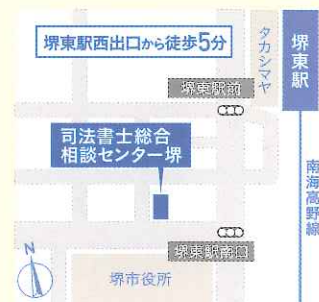 堺東駅西出口から徒歩5分
タカシマヤ
堺東駅
堺東駅前
司法書士総合
相談センター堺
南海高野線
堺東駅南口
N
堺市役所